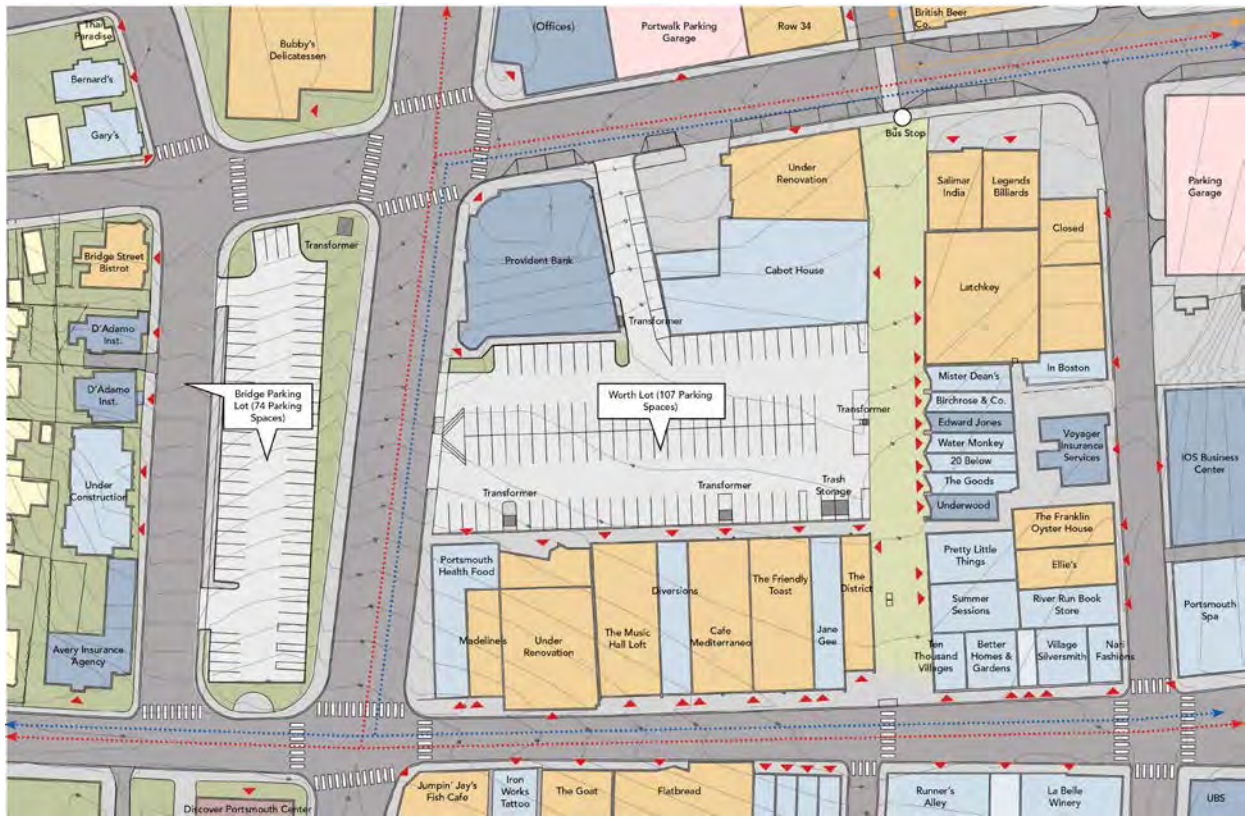 Thai
Paradise
Bernard's
Gary's
Bubby's
Delicatessen
(Offices)
Portwalk Parking
Garage
Row 34
British Beer
Co.
Bus Stop
Under
Renovation
Salimar
India
Legends
Billiards
Parking
Garage
Closed
Bridge Street
Bistrot
Transformer
Provident Bank
Cabot House
Latchkey
D'Adamo
Inst.
Transformer
In Boston
Mister Dean's
D'Adamo
Inst.
Bridge Parking
Lot (74 Parking
Spaces)
Worth Lot (107 Parking
Spaces)
Birchrose & Co.
Transformer
Edward Jones
Voyager
Insurance
Services
Water Monkey
20 Below
IOS Business
Center
Under
Construction
Transformer
Transformer
Trash
Storage
The Goods
Underwood
The Franklin
Oyster House
Portsmouth
Health Food
Diversions
The Friendly
Toast
The
District
Pretty Little
Things
Ellie's
Summer
Sessions
River Run Book
Store
Portsmouth
Spa
Avery Insurance
Agency
Madeline's
Under
Renovation
The Music
Hall Loft
Cafe
Mediterraneo
Jane
Gee
Ten
Thousand
Villages
Better
Homes &
Gardens
Village
Silversmith
Nari
Fashions
Discover Portsmouth Center
Jumpin' Jay's
Fish Cafe
Iron
Works
Tattoo
The Goat
Flatbread
Runner's
Alley
La Belle
Winery
UBS